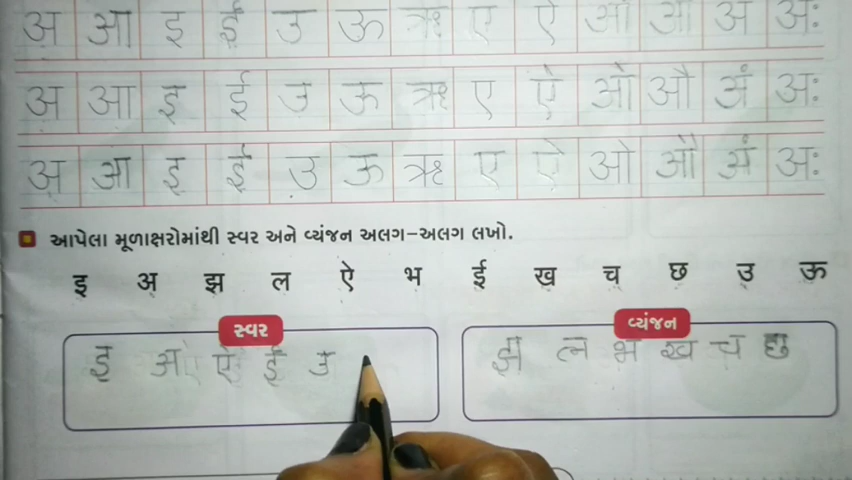 अ आ इ ई उ ऊ ऋ ए ऐ ओ औ अं अः
अ आ इ ई उ ऊ ऋ ए ऐ ओ औ अं अः
अ आ इ ई उ ऊ ऋ ए ऐ ओ औ अं अः
આપેલા મૂળાક્ષરોમાંથી સ્વર અને વ્યંજન અલગ-અલગ લખો.
इ अ झ ल ऐ भ ई ख च छ उ ऊ
સ્વર વ્યંજન
इ अ ऐ ई उ झ ल भ ख च छ